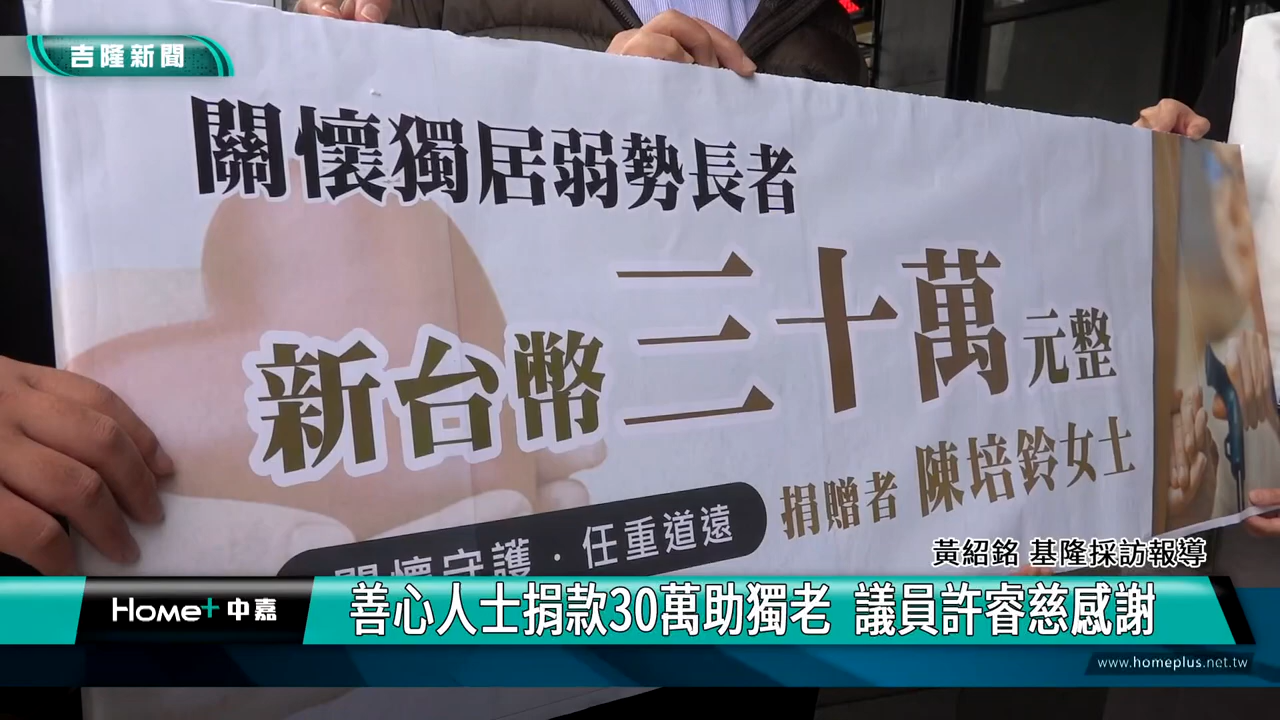 吉隆新聞
關懷獨居弱勢長者
新台幣三十萬元整
捐贈者 陳培鈴女士
關懷守護．任重道遠
黃紹銘 基隆採訪報導
Home+中嘉
善心人士捐款30萬助獨老 議員許睿慈感謝
www.homeplus.net.tw